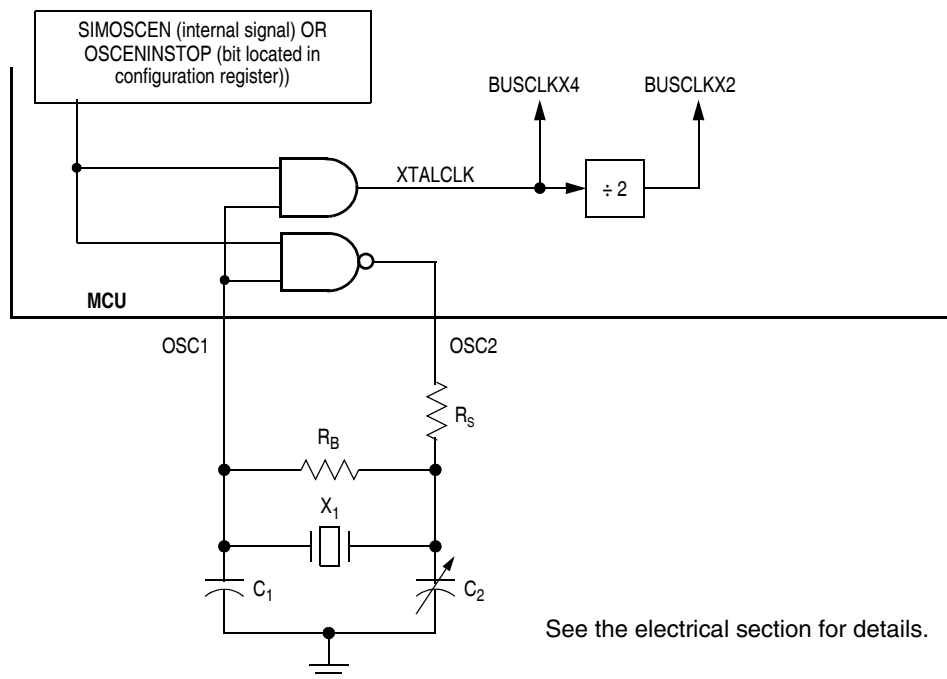 SIMOSCEN (internal signal) OR
OSCENINSTOP (bit located in
configuration register))
BUSCLKX4
BUSCLKX2
XTALCLK
÷ 2
MCU
OSC1
OSC2
RS
RB
X1
C1
C2
See the electrical section for details.